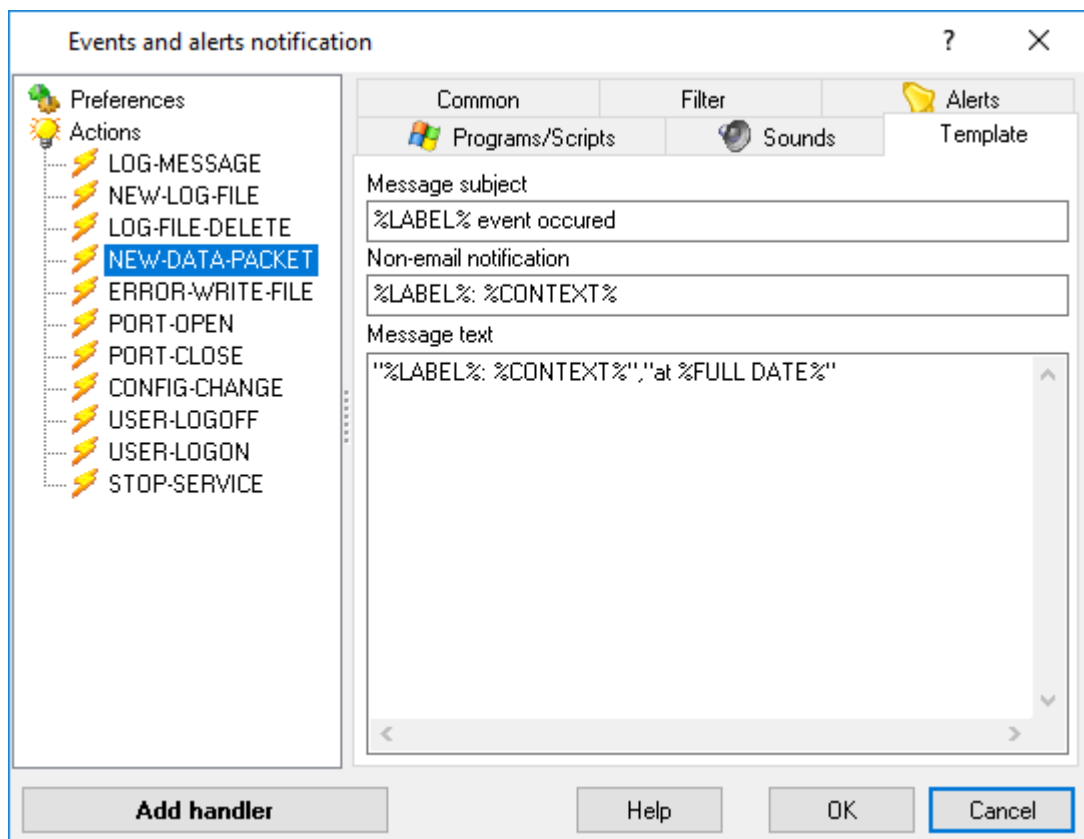 Events and alerts notification
?
Preferences
Actions
LOG-MESSAGE
NEW-LOG-FILE
LOG-FILE-DELETE
NEW-DATA-PACKET
ERROR-WRITE-FILE
PORT-OPEN
PORT-CLOSE
CONFIG-CHANGE
USER-LOGOFF
USER-LOGON
STOP-SERVICE
Common Filter Alerts
Programs/Scripts Sounds Template
Message subject
%LABEL% event occured
Non-email notification
%LABEL%: %CONTEXT%
Message text
"%LABEL%: %CONTEXT%","at %FULL DATE%"
Add handler Help OK Cancel